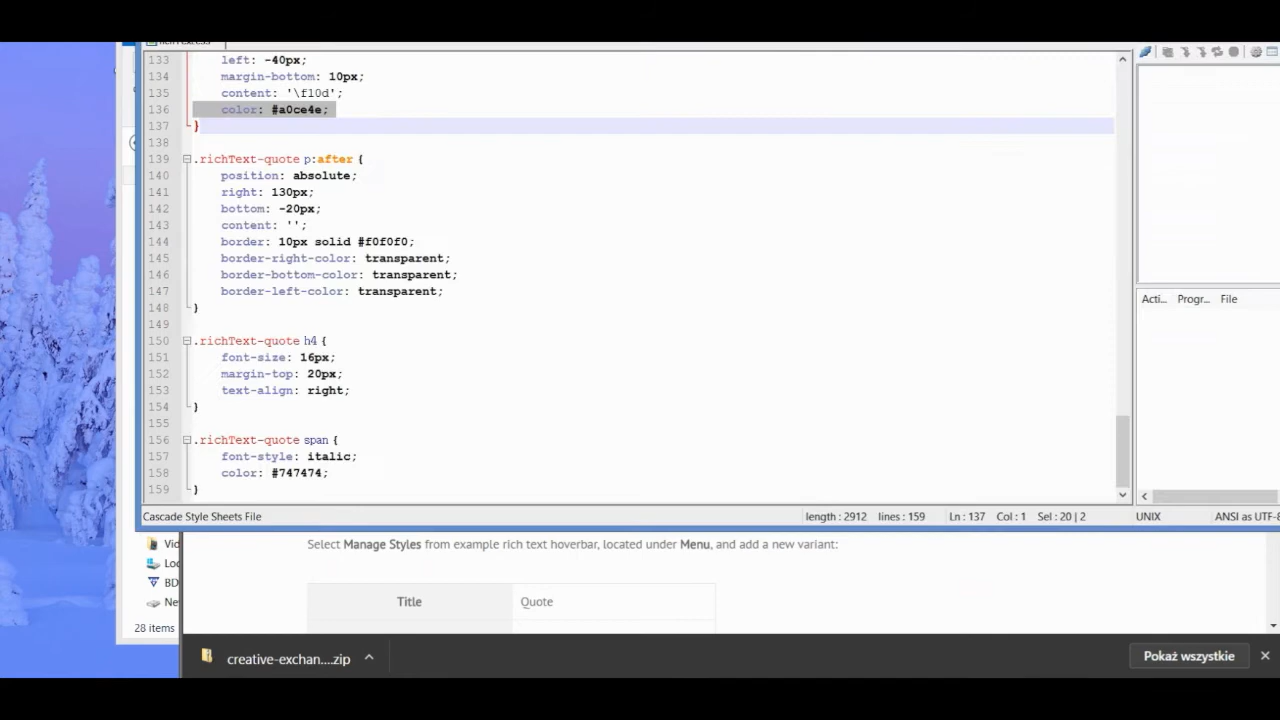 133 left: -40px;
134 margin-bottom: 10px;
135 content: '\f10d';
136 color: #a0ce4e;
137 }
138
139 .richText-quote p:after {
140 position: absolute;
141 right: 130px;
142 bottom: -20px;
143 content: '';
144 border: 10px solid #f0f0f0;
145 border-right-color: transparent;
146 border-bottom-color: transparent;
147 border-left-color: transparent;
148 }
149
150 .richText-quote h4 {
151 font-size: 16px;
152 margin-top: 20px;
153 text-align: right;
154 }
155
156 .richText-quote span {
157 font-style: italic;
158 color: #747474;
159 }
Acti... Progr... File
Cascade Style Sheets File length : 2912 lines : 159 Ln : 137 Col : 1 Sel : 20 | 2 UNIX ANSI as UTF-8
Vid
Loc
BD
Ne
28 items
Select Manage Styles from example rich text hoverbar, located under Menu, and add a new variant:
Title Quote
creative-exchan....zip
Pokaż wszystkie